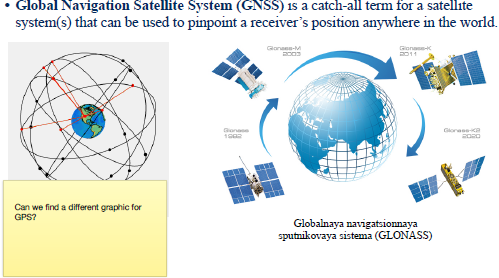 • Global Navigation Satellite System (GNSS) is a catch-all term for a satellite
system(s) that can be used to pinpoint a receiver's position anywhere in the world.
Glonass-M
2003
Glonass-K
2011
Glonass
1982
Glonass-K2
2020
Can we find a different graphic for
GPS?
Globalnaya navigatsionnaya
sputnikovaya sistema (GLONASS)